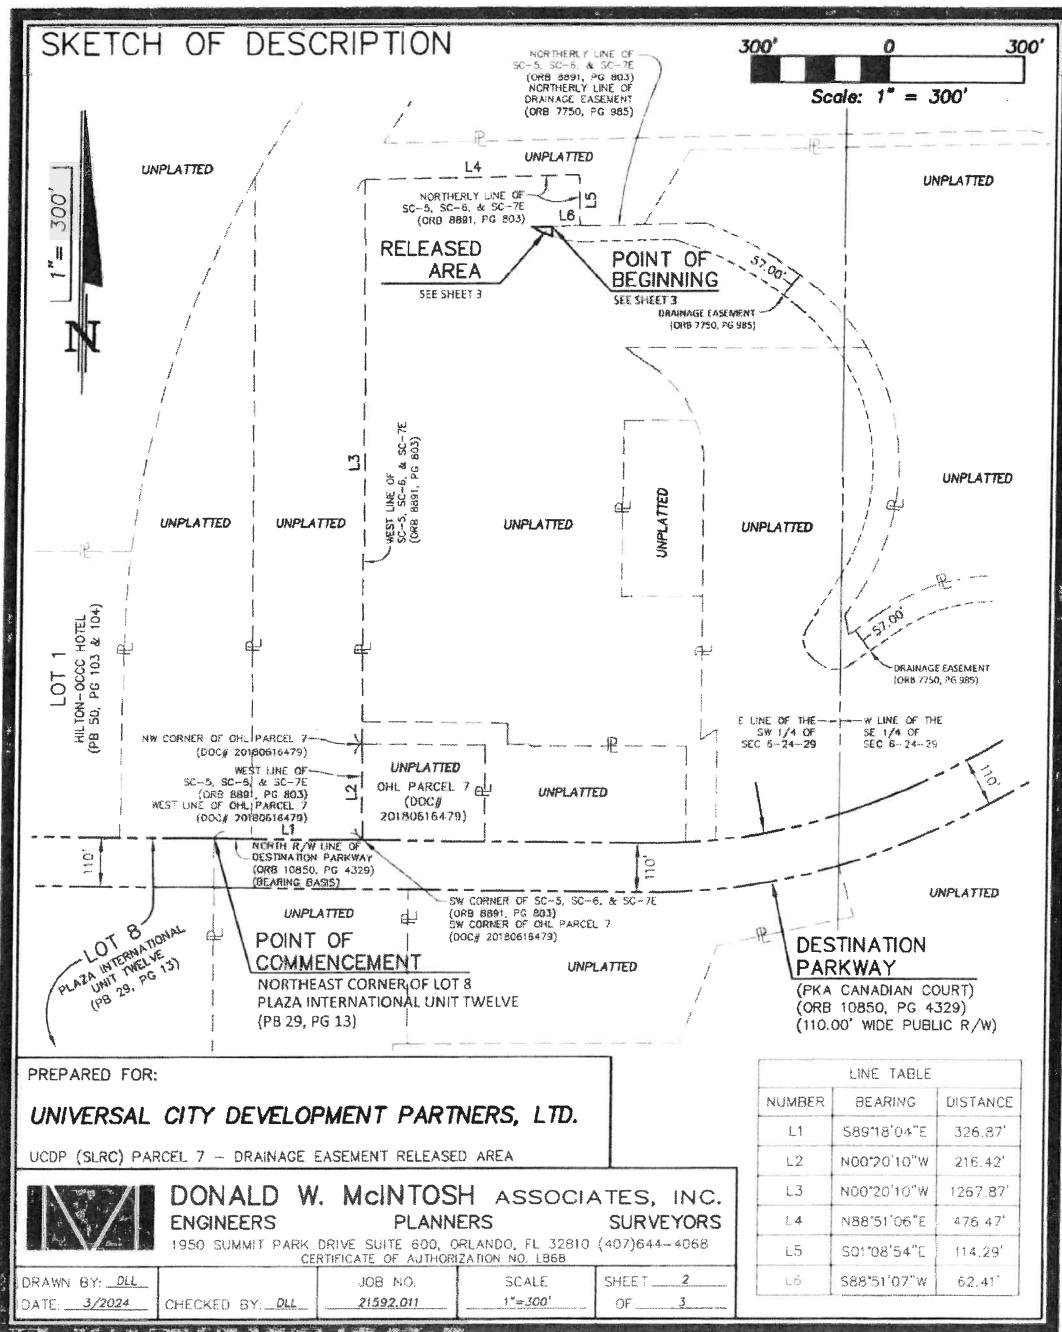 SKETCH OF DESCRIPTION
300' 0 300'
Scale: 1" = 300'
NORTHERLY LINE OF
SC-5, SC-6, & SC-7E
(ORB 8891, PG 803)
NORTHERLY LINE OF
DRAINAGE EASEMENT
(ORB 7750, PG 985)
UNPLATTED
L4
UNPLATTED
UNPLATTED
NORTHERLY LINE OF
SC-5, SC-6, & SC-7E
(ORB 8891, PG 803)
L5
L6
1"= 300'
N
RELEASED
AREA
SEE SHEET 3
POINT OF
BEGINNING
SEE SHEET 3
57.00'
DRAINAGE EASEMENT
(ORB 7750, PG 985)
L3
WEST LINE OF
SC-5, SC-6, & SC-7E
(ORB 8891, PG 803)
UNPLATTED
UNPLATTED
UNPLATTED
UNPLATTED
UNPLATTED
UNPLATTED
LOT 1
HILTON-OCCC HOTEL
(PB 50, PG 103 & 104)
57.00'
DRAINAGE EASEMENT
(ORB 7750, PG 985)
E LINE OF THE
SW 1/4 OF
SEC 6-24-29
W LINE OF THE
SE 1/4 OF
SEC 6-24-29
NW CORNER OF OHL PARCEL 7
(DOC# 20180616479)
WEST LINE OF
SC-5, SC-6, & SC-7E
(ORB 8891, PG 803)
WEST LINE OF OHL PARCEL 7
(DOC# 20180616479)
L2
UNPLATTED
OHL PARCEL 7
(DOC#
20180616479)
UNPLATTED
110'
L1
NORTH R/W LINE OF
DESTINATION PARKWAY
(ORB 10850, PG 4329)
(BEARING BASIS)
110'
110'
SW CORNER OF SC-5, SC-6, & SC-7E
(ORB 8891, PG 803)
SW CORNER OF OHL PARCEL 7
(DOC# 20180616479)
UNPLATTED
UNPLATTED
UNPLATTED
LOT 8
PLAZA INTERNATIONAL
UNIT TWELVE
(PB 29, PG 13)
POINT OF
COMMENCEMENT
NORTHEAST CORNER OF LOT 8
PLAZA INTERNATIONAL UNIT TWELVE
(PB 29, PG 13)
DESTINATION
PARKWAY
(PKA CANADIAN COURT)
(ORB 10850, PG 4329)
(110.00' WIDE PUBLIC R/W)
PREPARED FOR:
UNIVERSAL CITY DEVELOPMENT PARTNERS, LTD.
UCDP (SLRC) PARCEL 7 – DRAINAGE EASEMENT RELEASED AREA
LINE TABLE
NUMBER BEARING DISTANCE
L1 S89°18'04"E 326.87'
L2 N00°20'10"W 216.42'
L3 N00°20'10"W 1267.87'
L4 N88°51'06"E 476.47'
L5 S01°08'54"E 114.29'
L6 S88°51'07"W 62.41'
DONALD W. McINTOSH ASSOCIATES, INC.
ENGINEERS PLANNERS SURVEYORS
1950 SUMMIT PARK DRIVE SUITE 600, ORLANDO, FL 32810 (407)644-4068
CERTIFICATE OF AUTHORIZATION NO. LB68
DRAWN BY: DLL
DATE: 3/2024
CHECKED BY: DLL
JOB NO.
21592.011
SCALE
1"=300'
SHEET 2
OF 3